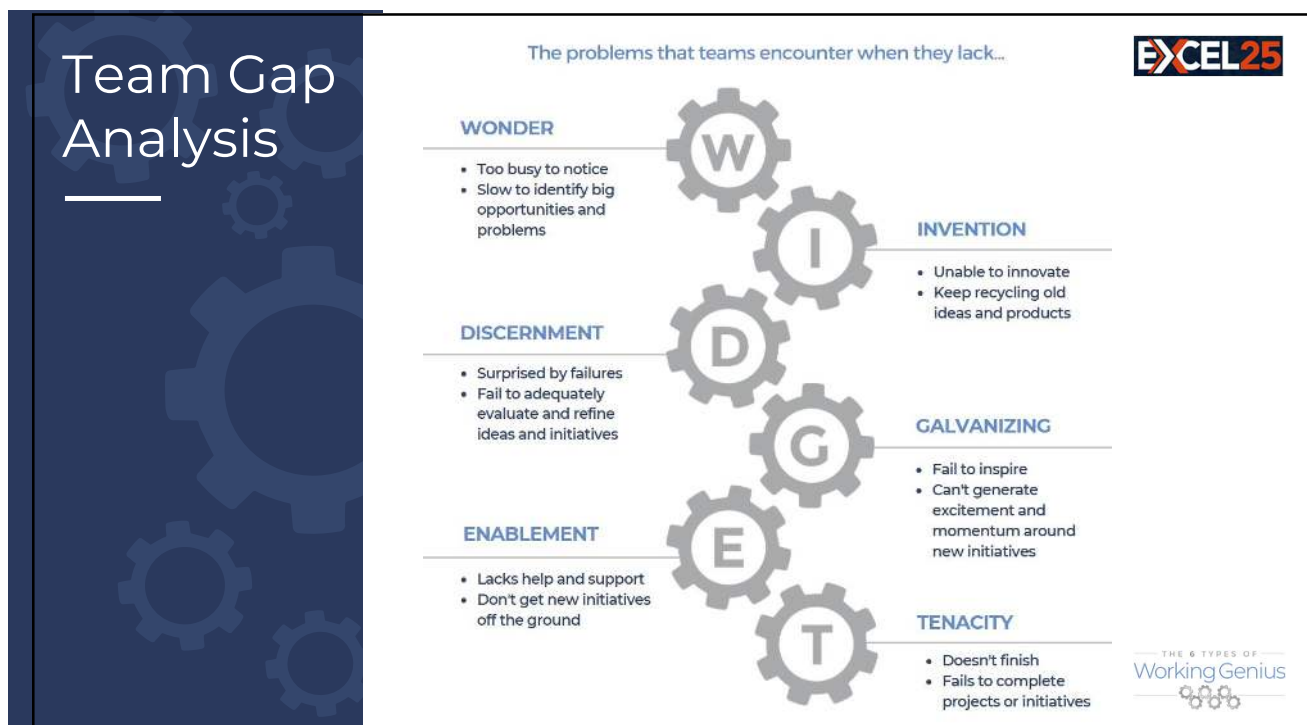 Team Gap
Analysis
The problems that teams encounter when they lack...
EXCEL25
WONDER
• Too busy to notice
• Slow to identify big
opportunities and
problems
W
I
INVENTION
• Unable to innovate
• Keep recycling old
ideas and products
DISCERNMENT
• Surprised by failures
• Fail to adequately
evaluate and refine
ideas and initiatives
D
G
GALVANIZING
• Fail to inspire
• Can't generate
excitement and
momentum around
new initiatives
ENABLEMENT
• Lacks help and support
• Don't get new initiatives
off the ground
E
T
TENACITY
• Doesn't finish
• Fails to complete
projects or initiatives
THE 6 TYPES OF
Working Genius